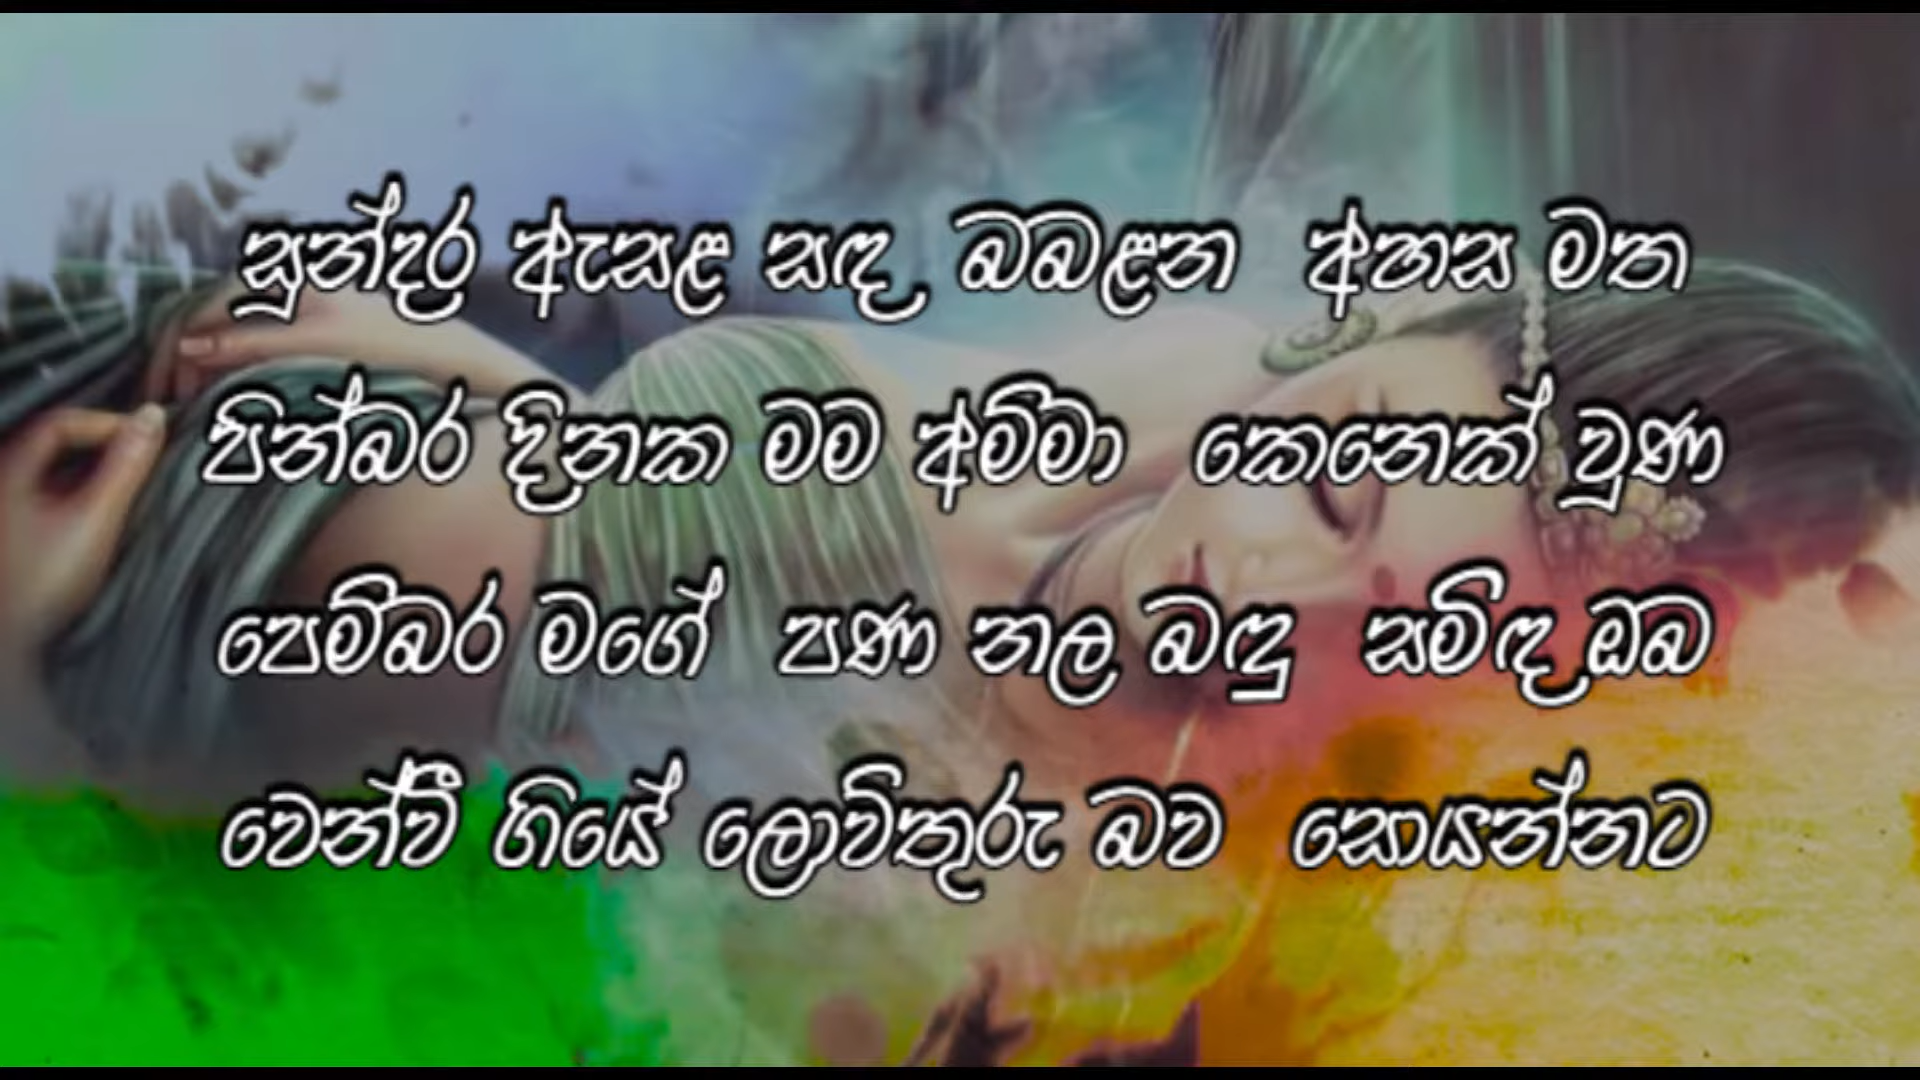 සුන්දර ඇසළ සඳ බබළන අහස මත
පින්බර දිනක මම අම්මා කෙනෙක් වූණ
පෙම්බර මගේ පණ නල බඳු සමිඳ ඔබ
වෙන්වී ගියේ ලොවිතුරු බව සොයන්නට